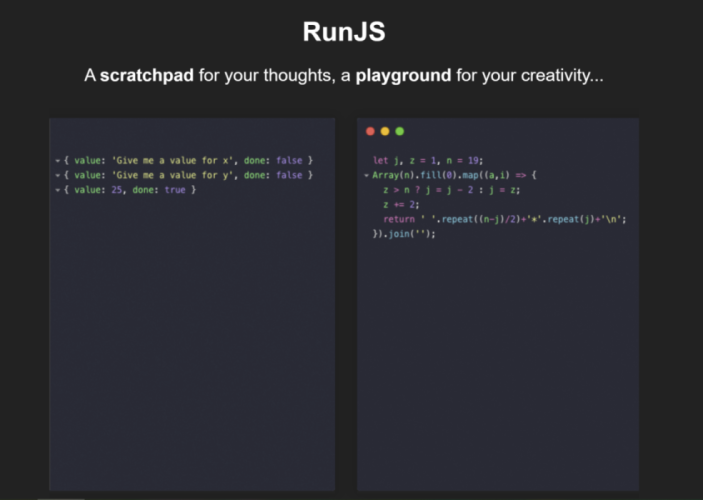 RunJS
A scratchpad for your thoughts, a playground for your creativity...
{ value: 'Give me a value for x', done: false }
{ value: 'Give me a value for y', done: false }
{ value: 25, done: true }
let j, z = 1, n = 19;
Array(n).fill(0).map((a,i) => {
z > n ? j = j - 2 : j = z;
z += 2;
return ' '.repeat((n-j)/2)+'*'.repeat(j)+'\n';
}).join('');